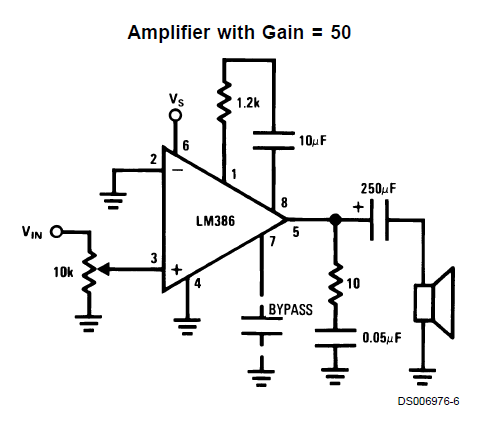 Amplifier with Gain = 50
VS
6
1.2k
10µF
2
−
1
8
250µF
+
LM386
VIN
5
7
3
+
10k
4
10
BYPASS
0.05µF
DS006976-6